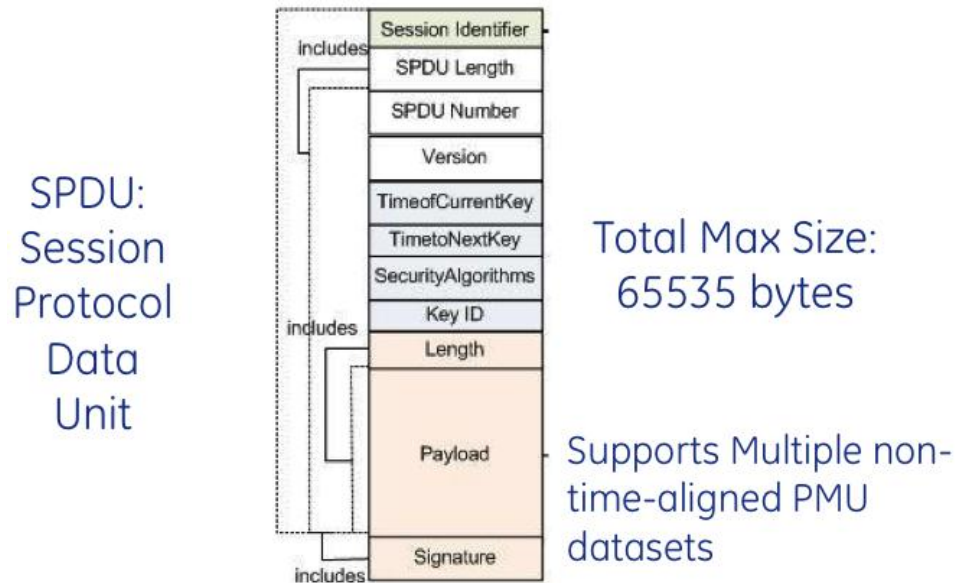 Session Identifier
includes
SPDU Length
SPDU Number
Version
SPDU:
Session
Protocol
Data
Unit
TimeofCurrentKey
TimetoNextKey
SecurityAlgorithms
Key ID
Total Max Size:
65535 bytes
includes
Length
Payload
Supports Multiple non-
time-aligned PMU
datasets
Signature
includes